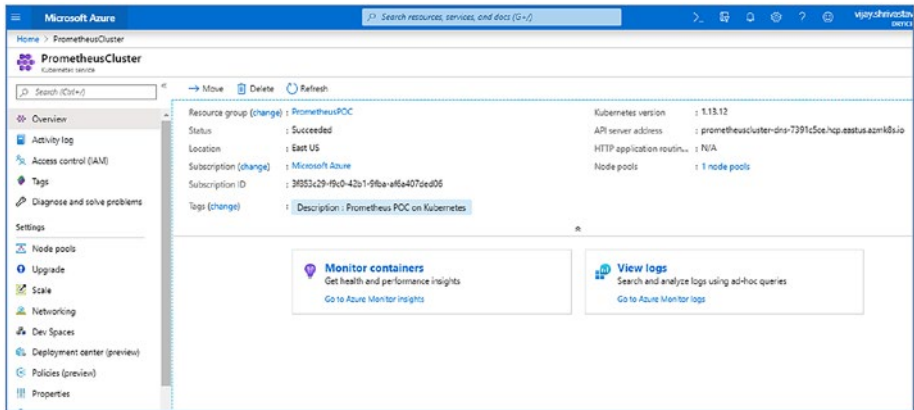 Microsoft Azure
Search resources, services, and docs (G+/)
vijay.shrivastav
Home > PrometheusCluster
PrometheusCluster
Kubernetes service
Search (Ctrl+/)
Move Delete Refresh
Overview
Activity log
Access control (IAM)
Tags
Diagnose and solve problems
Settings
Node pools
Upgrade
Scale
Networking
Dev Spaces
Deployment center (preview)
Policies (preview)
Properties
Resource group (change) : PrometheusPOC
Status : Succeeded
Location : East US
Subscription (change) : Microsoft Azure
Subscription ID : 3f853c29-f9c0-42b1-9fba-af6a407ded06
Tags (change) : Description : Prometheus POC on Kubernetes
Kubernetes version : 1.13.12
API server address : prometheuscluster-dns-7391c5ce.hcp.eastus.azmk8s.io
HTTP application routin... : N/A
Node pools : 1 node pools
Monitor containers
Get health and performance insights
Go to Azure Monitor insights
View logs
Search and analyze logs using ad-hoc queries
Go to Azure Monitor logs